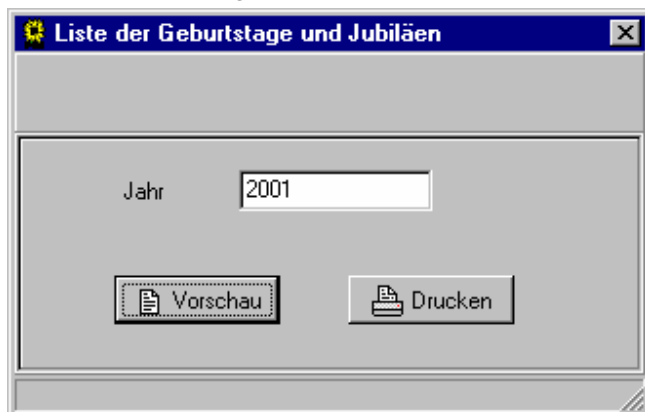 Liste der Geburtstage und Jubiläen
Jahr 2001
Vorschau Drucken